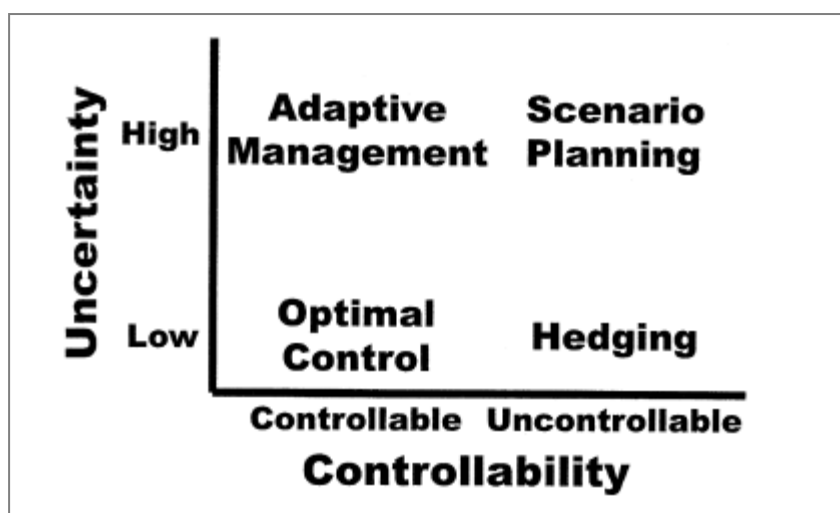 Uncertainty
High
Adaptive
Management
Scenario
Planning
Low
Optimal
Control
Hedging
Controllable
Uncontrollable
Controllability